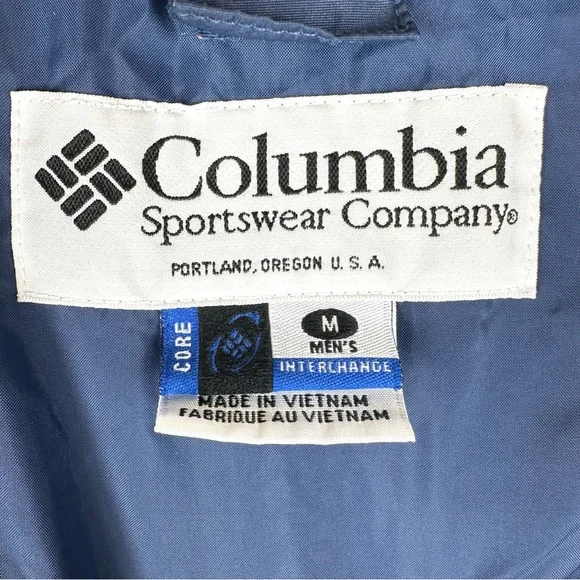 Columbia
Sportswear Company®
PORTLAND, OREGON U.S.A.
CORE
M
MEN'S
INTERCHANGE
MADE IN VIETNAM
FABRIQUE AU VIETNAM